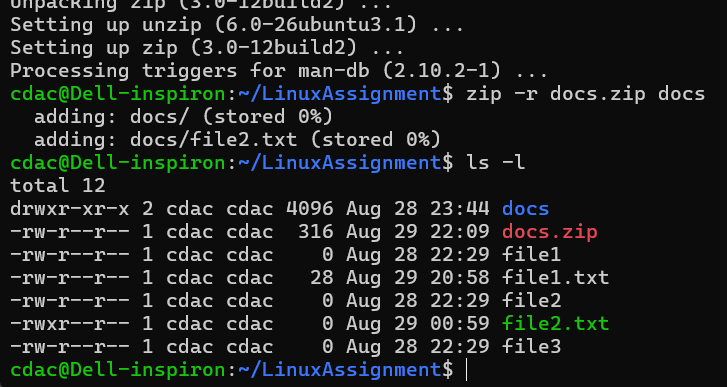 Unpacking zip (3.0-12build2) ...
Setting up unzip (6.0-26ubuntu3.1) ...
Setting up zip (3.0-12build2) ...
Processing triggers for man-db (2.10.2-1) ...
cdac@Dell-inspiron:~/LinuxAssignment$ zip -r docs.zip docs
  adding: docs/ (stored 0%)
  adding: docs/file2.txt (stored 0%)
cdac@Dell-inspiron:~/LinuxAssignment$ ls -l
total 12
drwxr-xr-x 2 cdac cdac 4096 Aug 28 23:44 docs
-rw-r--r-- 1 cdac cdac  316 Aug 29 22:09 docs.zip
-rw-r--r-- 1 cdac cdac    0 Aug 28 22:29 file1
-rw-r--r-- 1 cdac cdac   28 Aug 29 20:58 file1.txt
-rw-r--r-- 1 cdac cdac    0 Aug 28 22:29 file2
-rwxr--r-- 1 cdac cdac    0 Aug 29 00:59 file2.txt
-rw-r--r-- 1 cdac cdac    0 Aug 28 22:29 file3
cdac@Dell-inspiron:~/LinuxAssignment$